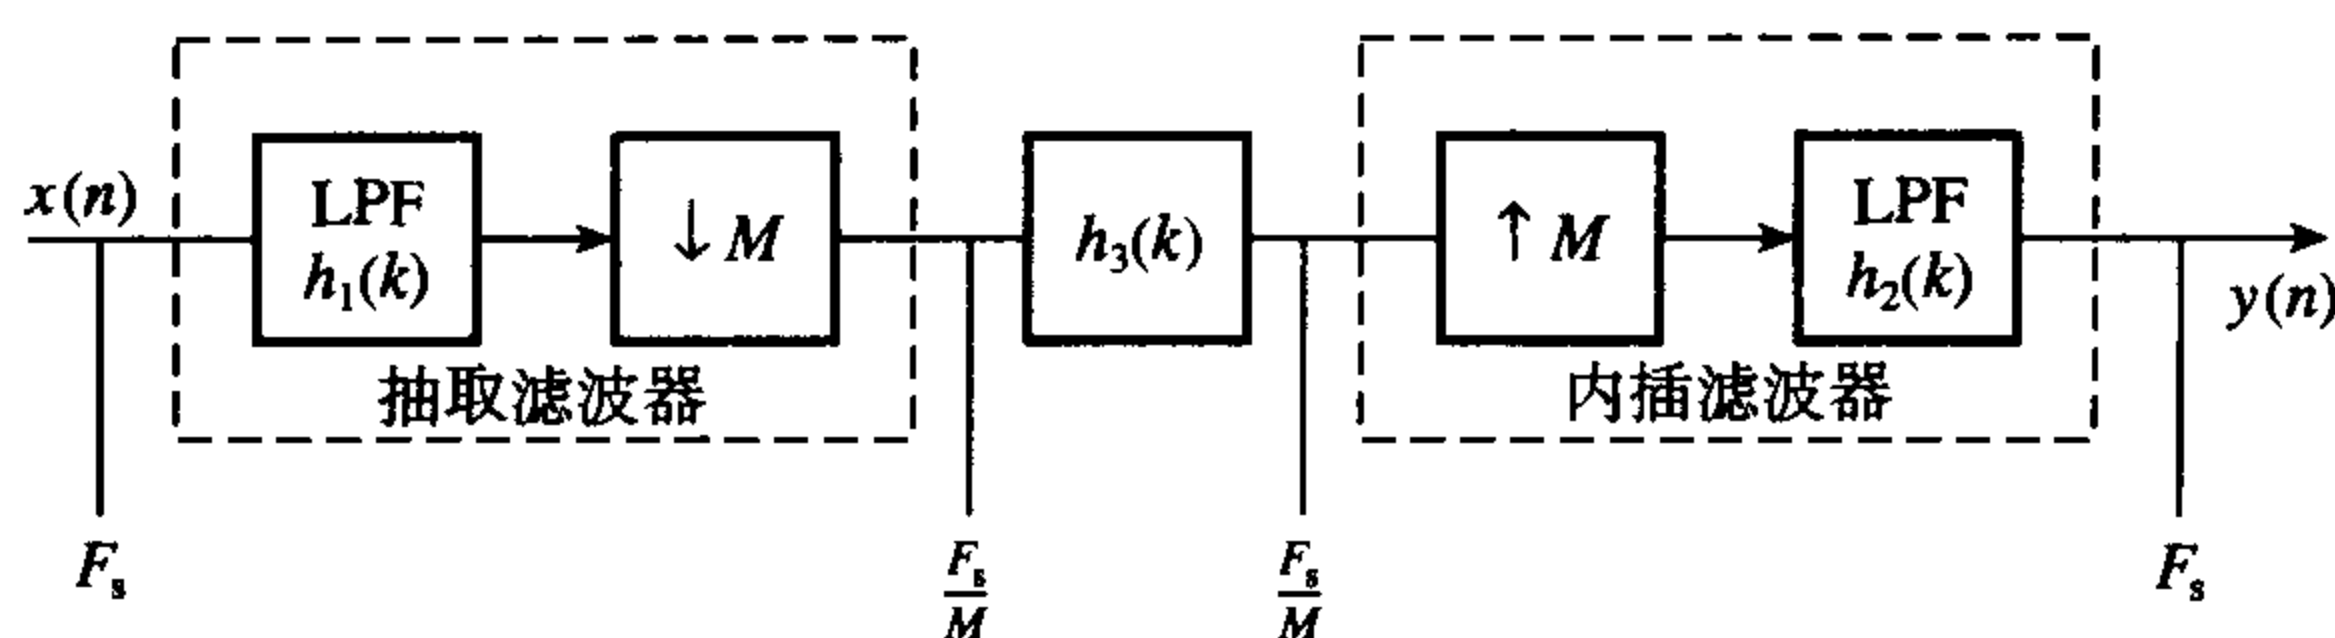 x(n)
LPF
h₁(k)
↓ M
抽取滤波器
h₃(k)
↑ M
LPF
h₂(k)
内插滤波器
y(n)
Fₛ
Fₛ/M
Fₛ/M
Fₛ